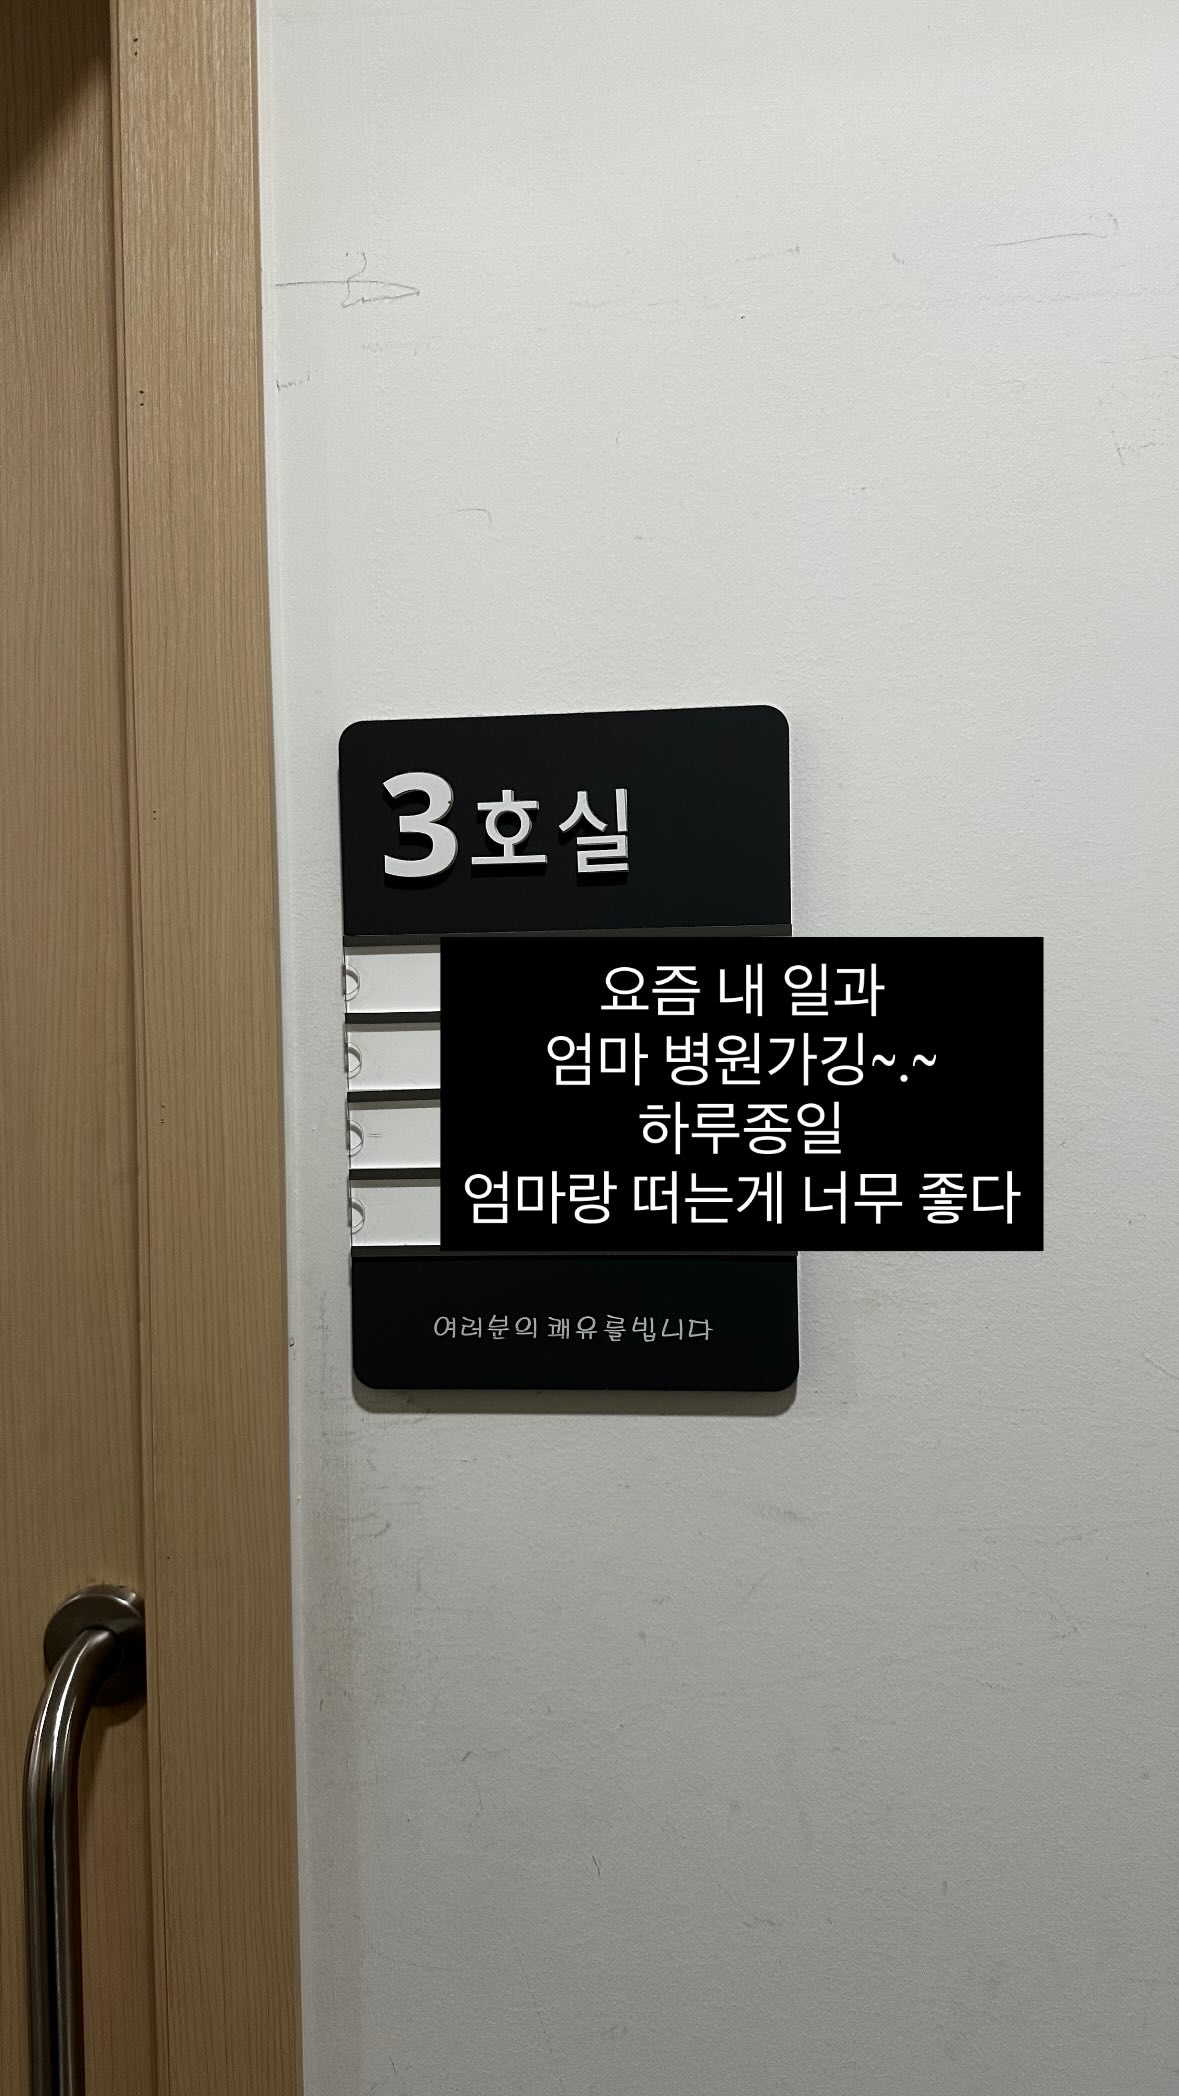 3호실
요즘 내 일과
엄마 병원가깅~.~
하루종일
엄마랑 떠는게 너무 좋다
여러분의 쾌유를빕니다